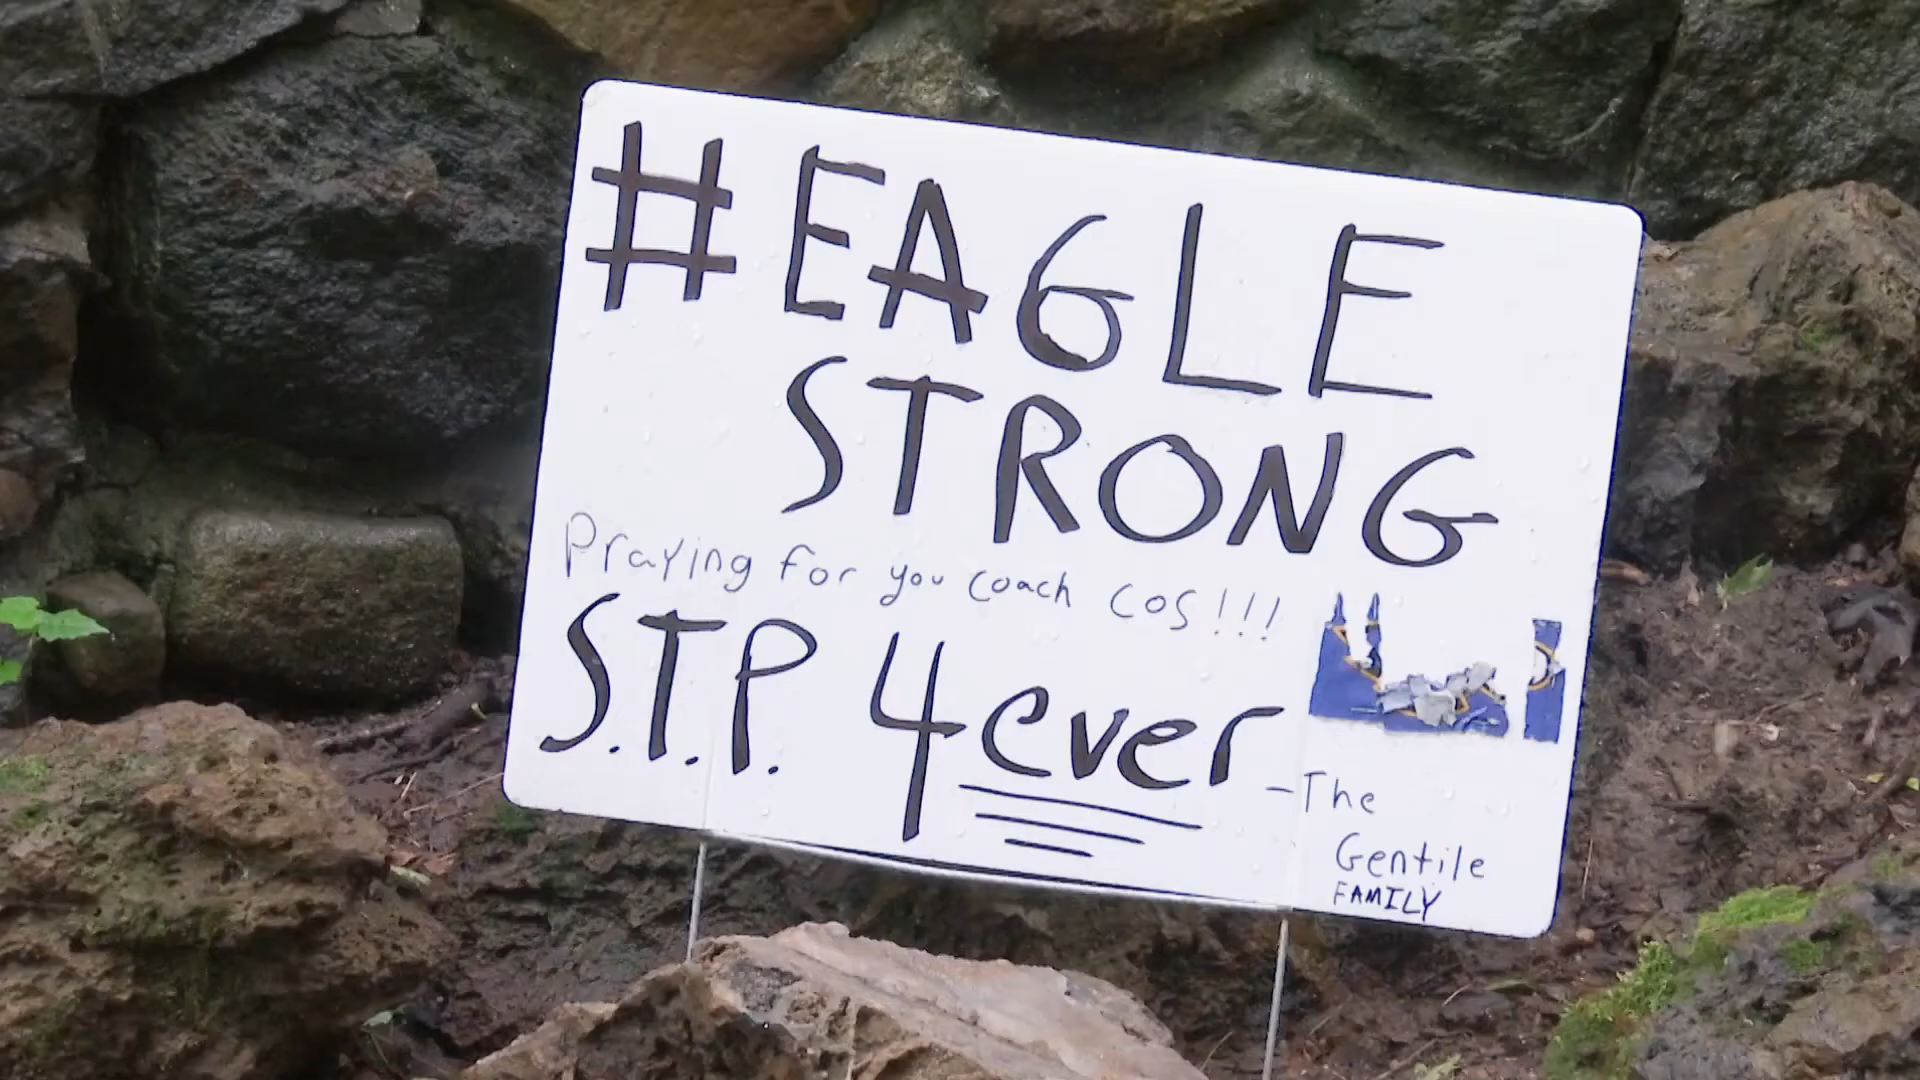 #EAGLE
STRONG
Praying for you coach Cos!!!
S.T.P. 4ever
-The
Gentile
FAMILY